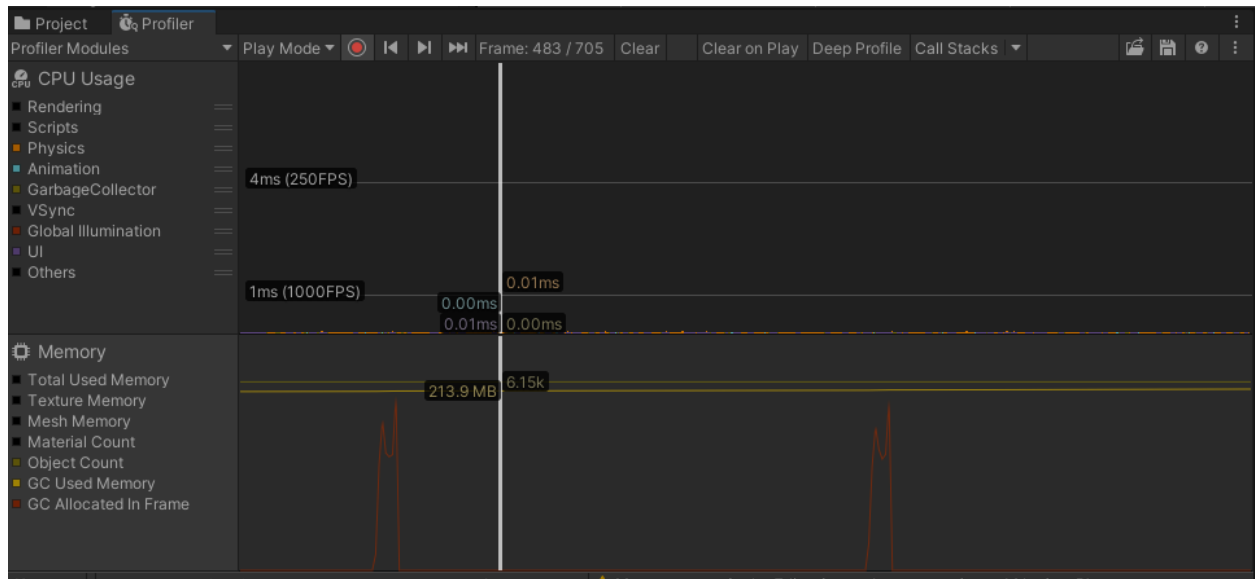 Project Profiler
Profiler Modules Play Mode Frame: 483 / 705 Clear Clear on Play Deep Profile Call Stacks
CPU Usage
Rendering
Scripts
Physics
Animation
GarbageCollector
VSync
Global Illumination
UI
Others
4ms (250FPS)
1ms (1000FPS)
0.01ms
0.00ms
0.01ms 0.00ms
Memory
Total Used Memory
Texture Memory
Mesh Memory
Material Count
Object Count
GC Used Memory
GC Allocated In Frame
213.9 MB 6.15k